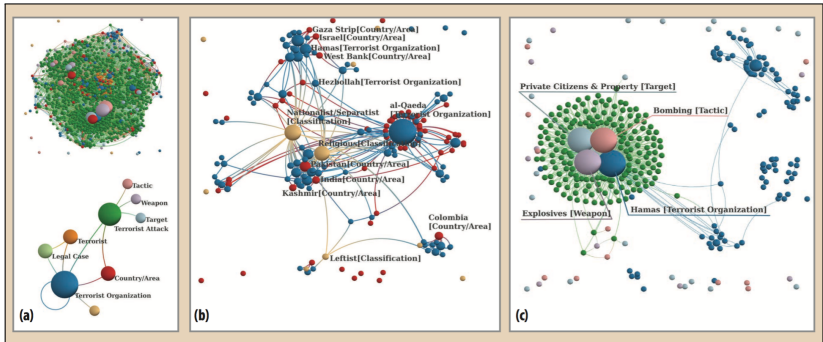 Tactic
Weapon
Target
Terrorist Attack
Terrorist
Legal Case
Country/Area
Terrorist Organization
(a)
Gaza Strip[Country/Area]
Israel[Country/Area]
Hamas[Terrorist Organization]
West Bank[Country/Area]
Hezbollah[Terrorist Organization]
al-Qaeda
[Terrorist Organization]
Nationalist/Separatist
[Classification]
Religious[Classification]
Pakistan[Country/Area]
India[Country/Area]
Kashmir[Country/Area]
Colombia
[Country/Area]
Leftist[Classification]
(b)
Private Citizens & Property [Target]
Bombing [Tactic]
Explosives [Weapon]
Hamas [Terrorist Organization]
(c)